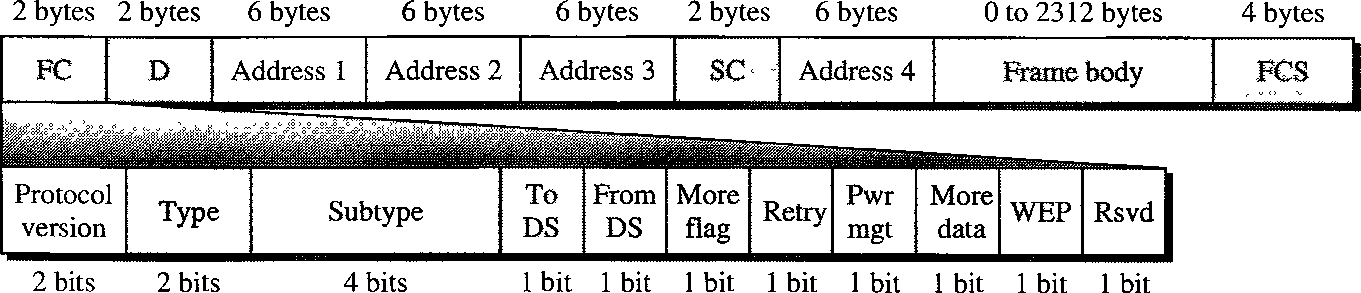 2 bytes 2 bytes 6 bytes 6 bytes 6 bytes 2 bytes 6 bytes 0 to 2312 bytes 4 bytes
FC D Address 1 Address 2 Address 3 SC Address 4 Frame body FCS
Protocol version Type Subtype To DS From DS More flag Retry Pwr mgt More data WEP Rsvd
2 bits 2 bits 4 bits 1 bit 1 bit 1 bit 1 bit 1 bit 1 bit 1 bit 1 bit